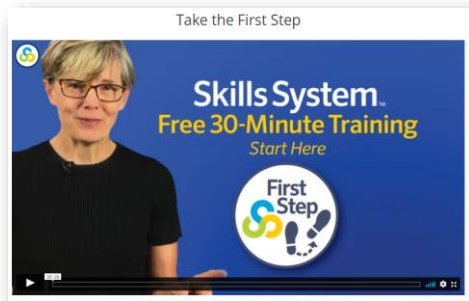 Take the First Step
Skills System™
Free 30-Minute Training
Start Here
First
Step